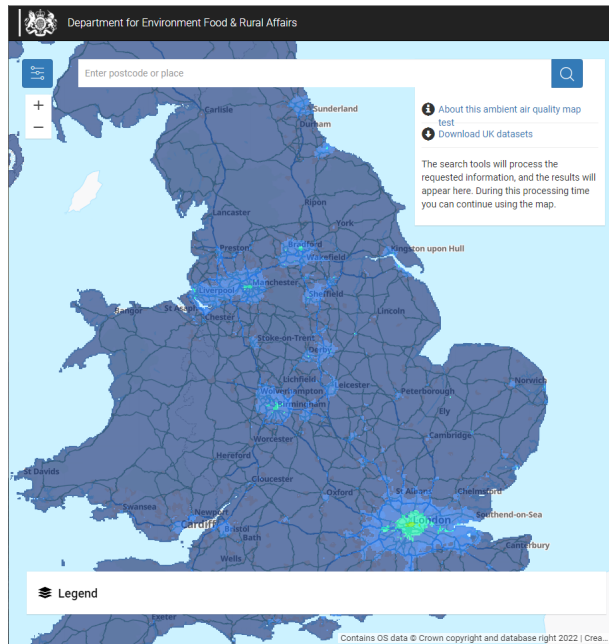 Department for Environment Food & Rural Affairs
Enter postcode or place
+
−
About this ambient air quality map
test
Download UK datasets
The search tools will process the
requested information, and the results will
appear here. During this processing time
you can continue using the map.
Carlisle
Sunderland
Durham
Ripon
Lancaster
York
Preston
Bradford
Kingston upon Hull
Wakefield
Manchester
Liverpool
Sheffield
Bangor
St Asaph
Chester
Lincoln
Stoke-on-Trent
Derby
Lichfield
Norwich
Wolverhampton
Leicester
Peterborough
Birmingham
Ely
Worcester
Cambridge
Hereford
St Davids
Gloucester
Oxford
St Albans
Chelmsford
Swansea
Newport
Southend-on-Sea
London
Cardiff
Bristol
Bath
Canterbury
Wells
Legend
Exeter
Contains OS data © Crown copyright and database right 2022 | Crea...